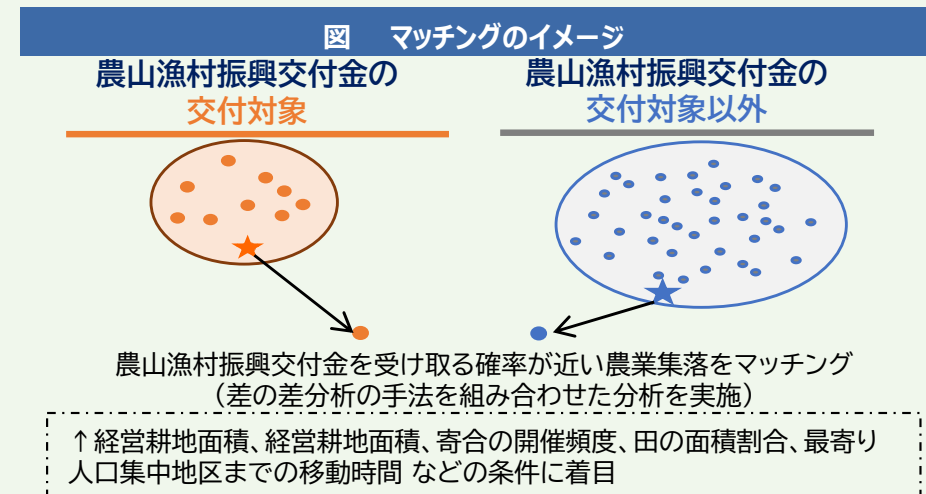 図　マッチングのイメージ
農山漁村振興交付金の
交付対象
農山漁村振興交付金の
交付対象以外
農山漁村振興交付金を受け取る確率が近い農業集落をマッチング
（差の差分析の手法を組み合わせた分析を実施）
↑経営耕地面積、経営耕地面積、寄合の開催頻度、田の面積割合、最寄り
人口集中地区までの移動時間 などの条件に着目